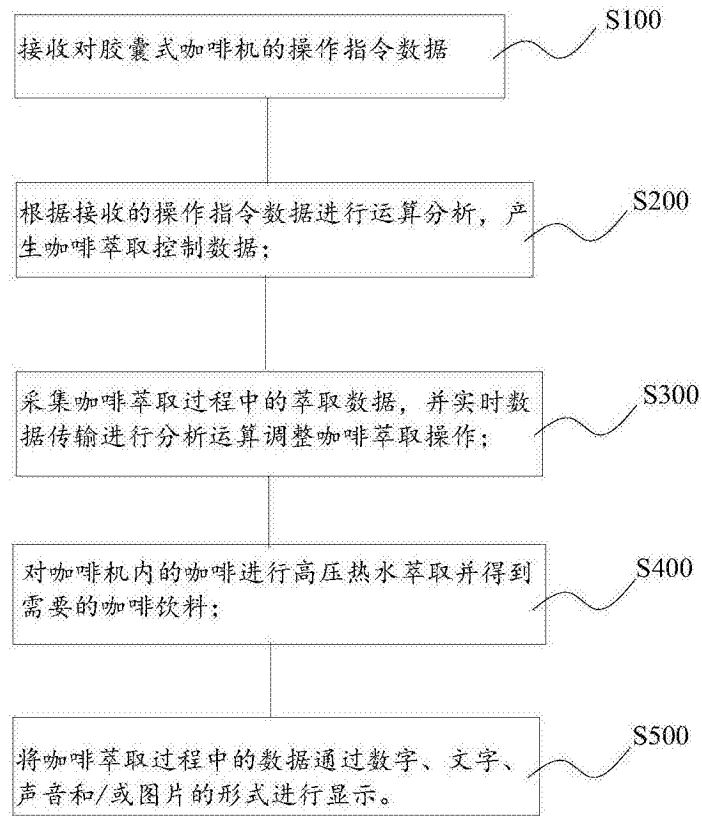 接收对胶囊式咖啡机的操作指令数据
S100
根据接收的操作指令数据进行运算分析，产
生咖啡萃取控制数据；
S200
采集咖啡萃取过程中的萃取数据，并实时数
据传输进行分析运算调整咖啡萃取操作；
S300
对咖啡机内的咖啡进行高压热水萃取并得到
需要的咖啡饮料；
S400
将咖啡萃取过程中的数据通过数字、文字、
声音和/或图片的形式进行显示。
S500